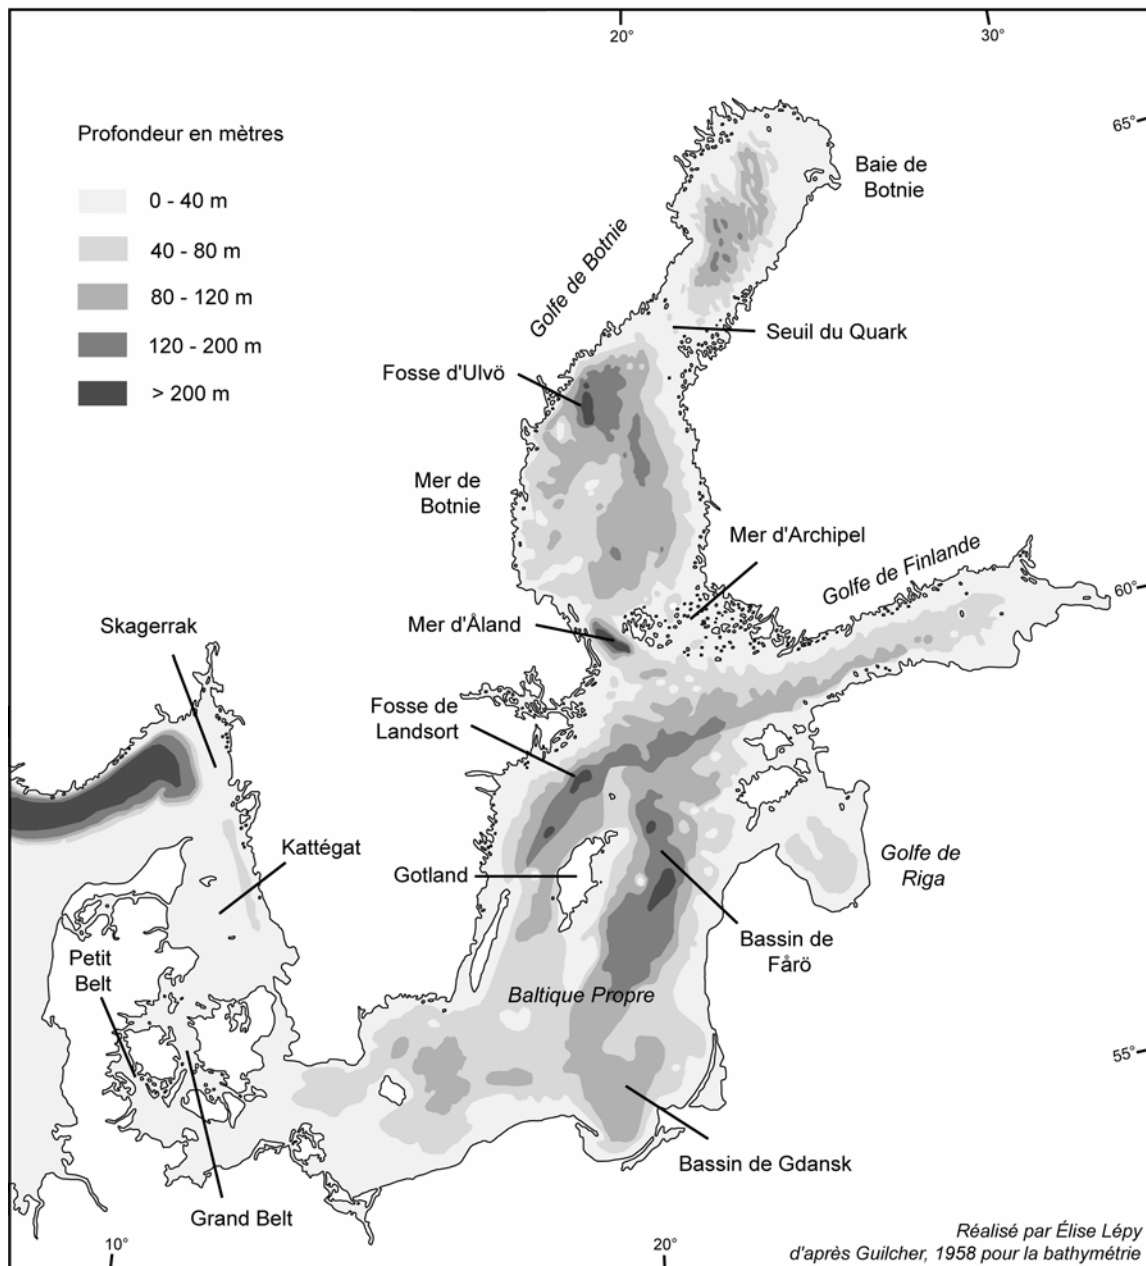 20°
30°
65°
Profondeur en mètres
0 - 40 m
40 - 80 m
80 - 120 m
120 - 200 m
> 200 m
Baie de
Botnie
Golfe de Botnie
Seuil du Quark
Fosse d'Ulvö
Mer de
Botnie
Mer d'Archipel
Golfe de Finlande
60°
Mer d'Åland
Skagerrak
Fosse de
Landsort
Kattégat
Gotland
Golfe de
Riga
Bassin de
Fårö
Petit
Belt
Baltique Propre
55°
Bassin de Gdansk
Grand Belt
10°
20°
Réalisé par Élise Lépy
d'après Guilcher, 1958 pour la bathymétrie